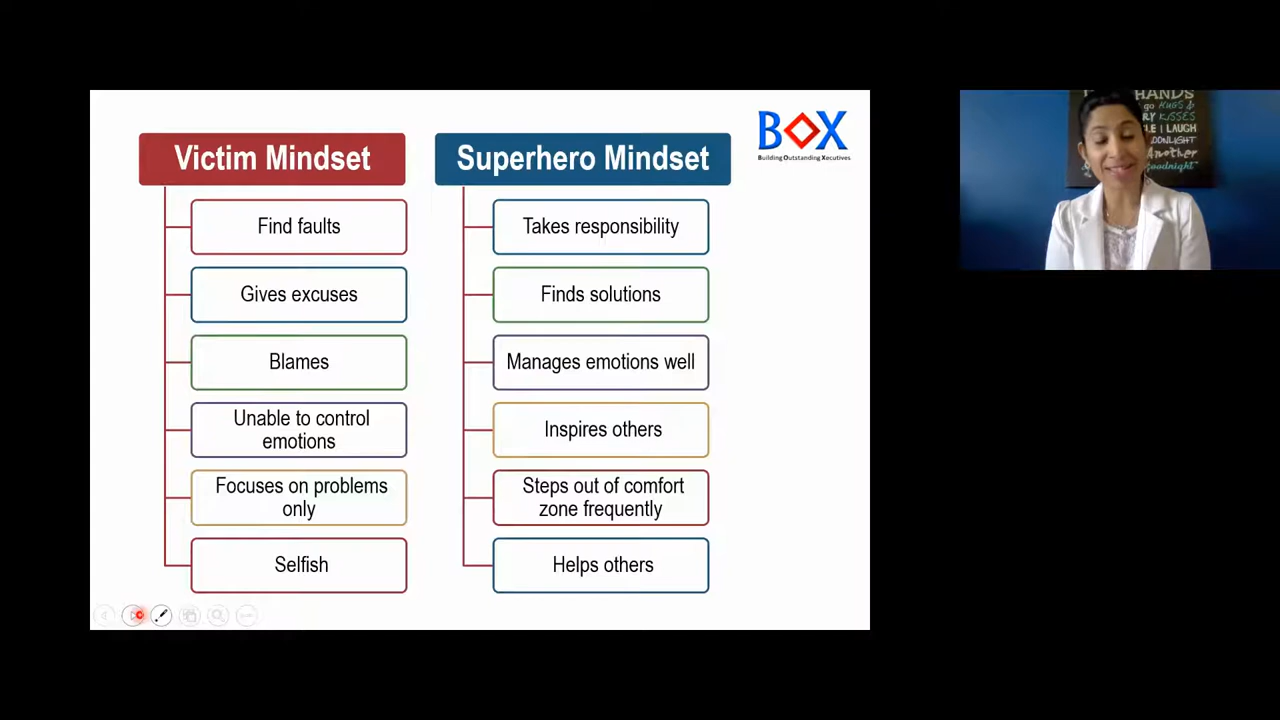 Victim Mindset
Find faults
Gives excuses
Blames
Unable to control
emotions
Focuses on problems
only
Selfish
Superhero Mindset
Takes responsibility
Finds solutions
Manages emotions well
Inspires others
Steps out of comfort
zone frequently
Helps others
BOX
Building Outstanding Xecutives
HANDS
go HUGS &
KISSES
I LAUGH
Another
Goodnight